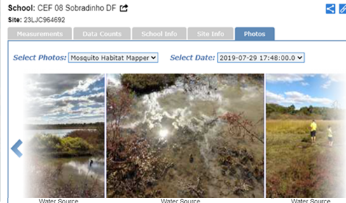 School: CEF 08 Sobradinho DF
Site: 23LJC964692
Measurements Data Counts School Info Site Info Photos
Select Photos: Mosquito Habitat Mapper Select Date: 2019-07-29 17:48:00.0
Water Source Water Source Water Source